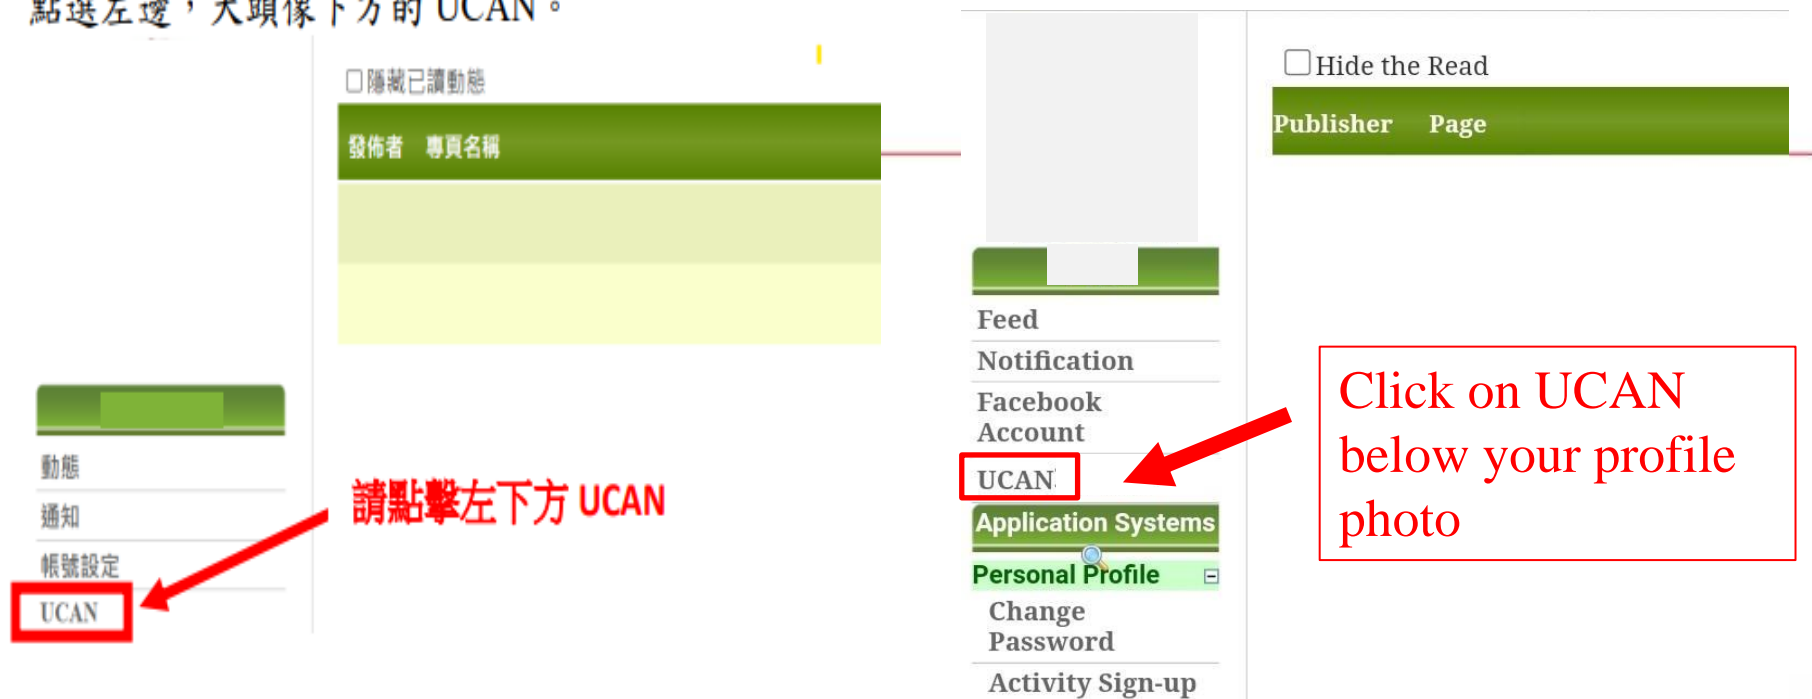 點選左邊，大頭像下方的 UCAN。
隱藏已讀動態
發佈者 專頁名稱
動態
通知
帳號設定
UCAN
請點擊左下方 UCAN
Hide the Read
Publisher Page
Feed
Notification
Facebook
Account
UCAN
Application Systems
Personal Profile
Change
Password
Activity Sign-up
Click on UCAN
below your profile
photo